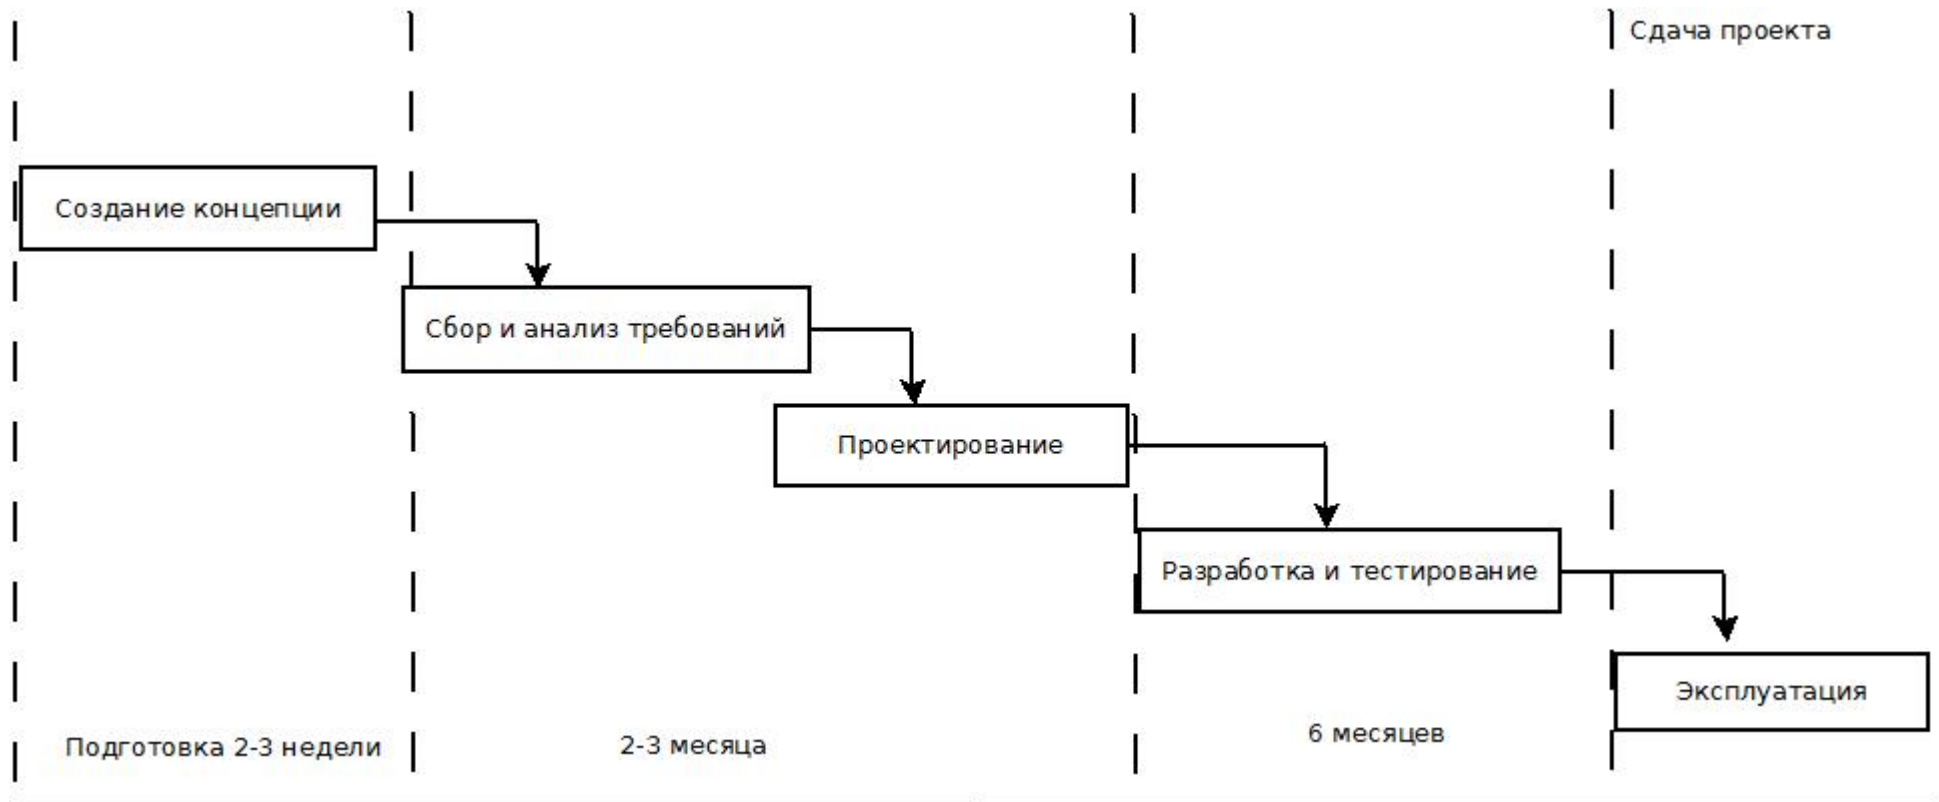 Сдача проекта
Создание концепции
Сбор и анализ требований
Проектирование
Разработка и тестирование
Эксплуатация
Подготовка 2-3 недели
2-3 месяца
6 месяцев